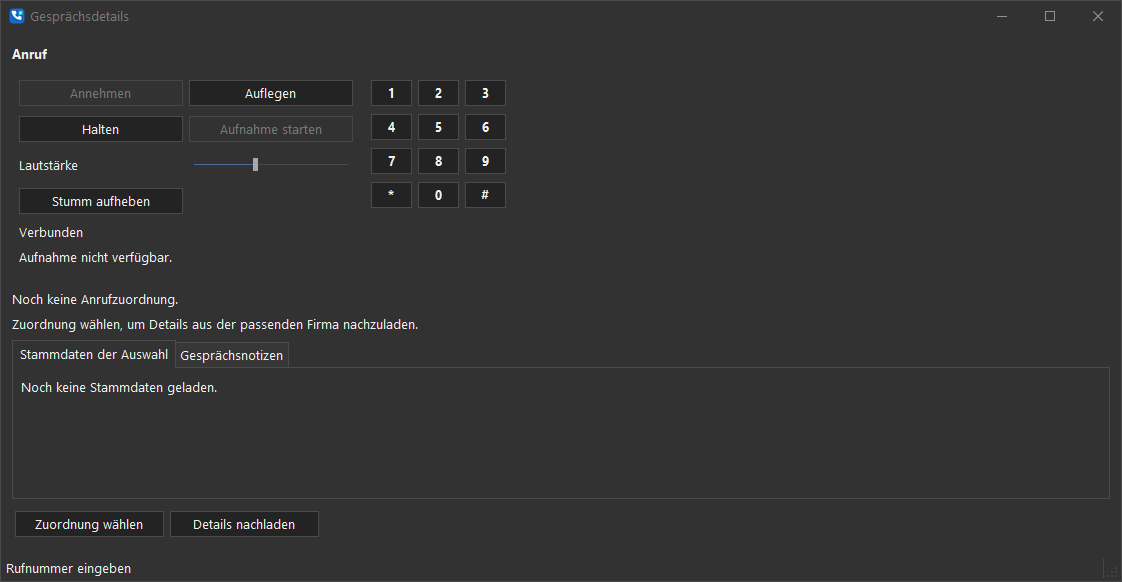 Gesprächsdetails
Anruf
Annehmen Auflegen 1 2 3
Halten Aufnahme starten 4 5 6
Lautstärke 7 8 9
Stumm aufheben * 0 #
Verbunden
Aufnahme nicht verfügbar.
Noch keine Anrufzuordnung.
Zuordnung wählen, um Details aus der passenden Firma nachzuladen.
Stammdaten der Auswahl Gesprächsnotizen
Noch keine Stammdaten geladen.
Zuordnung wählen Details nachladen
Rufnummer eingeben